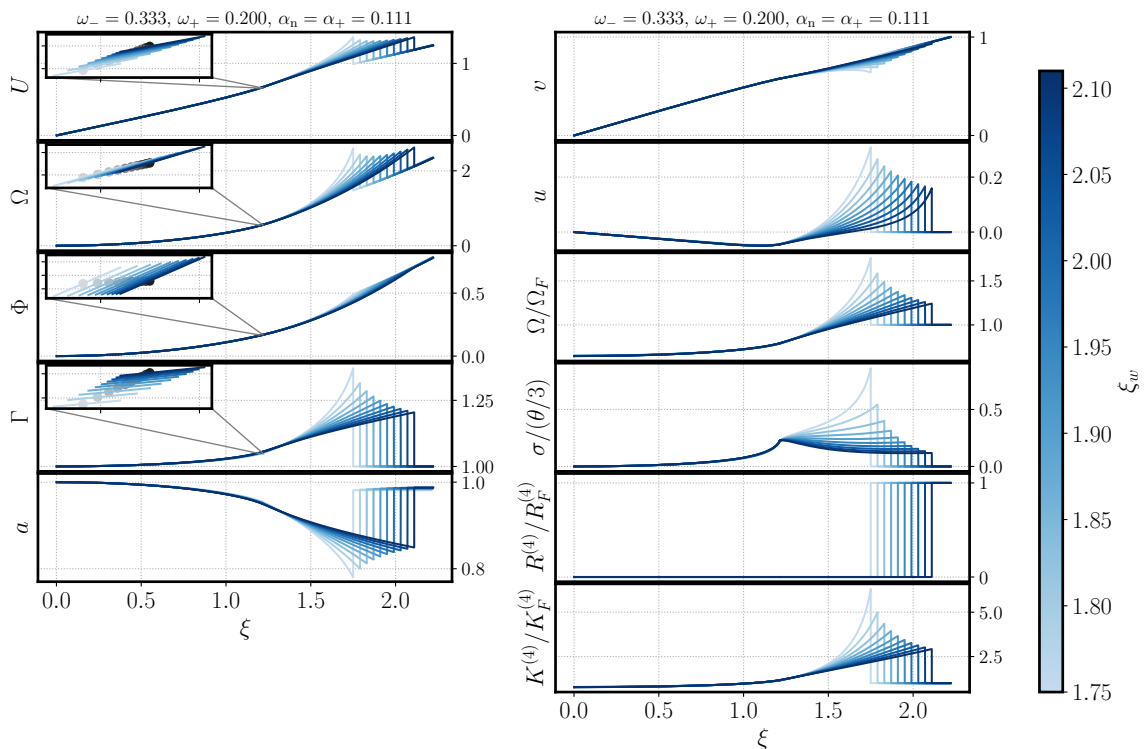 ω₋ = 0.333, ω₊ = 0.200, αₙ = α₊ = 0.111
U
1
0
Ω
2
0
Φ
0.5
0.0
Γ
1.25
1.00
a
1.0
0.8
0.0 0.5 1.0 1.5 2.0
ξ
ω₋ = 0.333, ω₊ = 0.200, αₙ = α₊ = 0.111
v
1
0
u
0.2
0.0
Ω/Ω_F
1.5
1.0
σ/(θ/3)
0.5
0.0
R⁽⁴⁾/R_F⁽⁴⁾
1
0
K⁽⁴⁾/K_F⁽⁴⁾
5.0
2.5
0.0 0.5 1.0 1.5 2.0
ξ
2.10
2.05
2.00
1.95
1.90
1.85
1.80
1.75
ξ_w